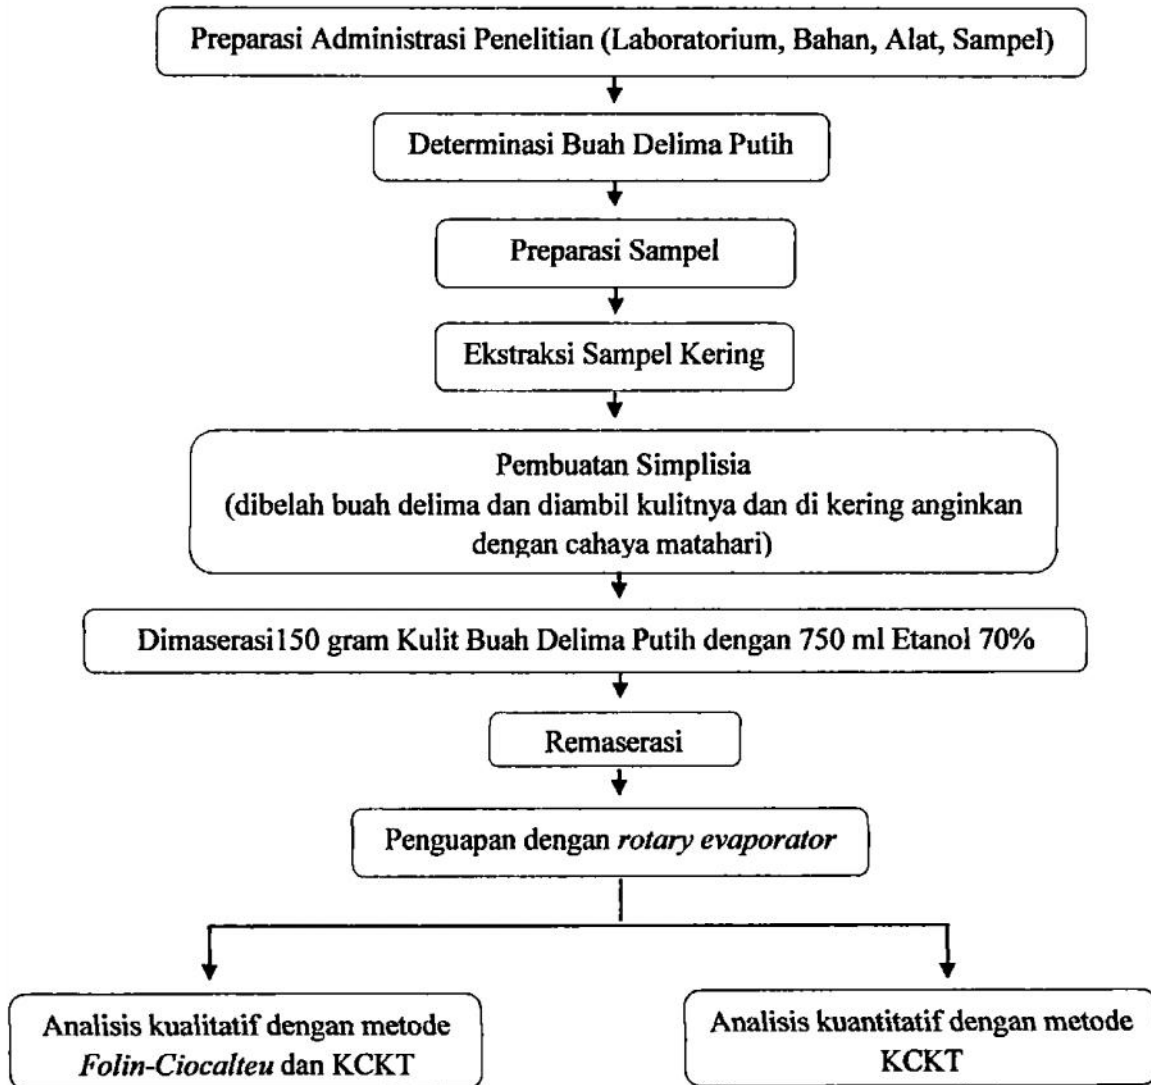 Preparasi Administrasi Penelitian (Laboratorium, Bahan, Alat, Sampel)
Determinasi Buah Delima Putih
Preparasi Sampel
Ekstraksi Sampel Kering
Pembuatan Simplisia
(dibelah buah delima dan diambil kulitnya dan di kering anginkan
dengan cahaya matahari)
Dimaserasi150 gram Kulit Buah Delima Putih dengan 750 ml Etanol 70%
Remaserasi
Penguapan dengan rotary evaporator
Analisis kualitatif dengan metode
Folin-Ciocalteu dan KCKT
Analisis kuantitatif dengan metode
KCKT